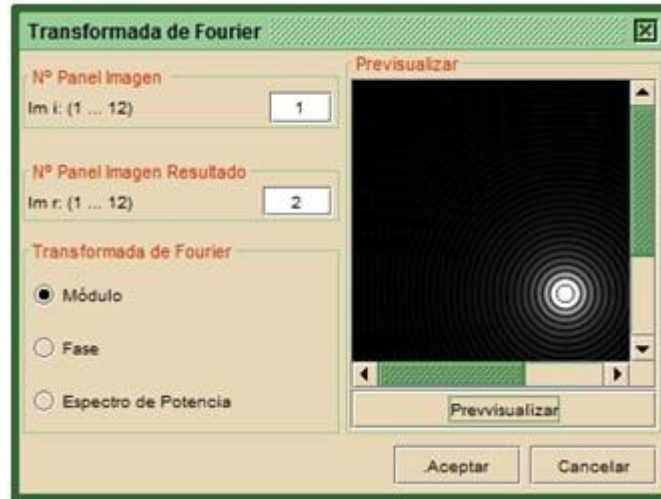 Transformada de Fourier
Nº Panel Imagen
Im i: (1 ... 12) 1
Nº Panel Imagen Resultado
Im r: (1 ... 12) 2
Transformada de Fourier
Módulo
Fase
Espectro de Potencia
Previsualizar
Prevvisualizar
.Aceptar
Cancelar